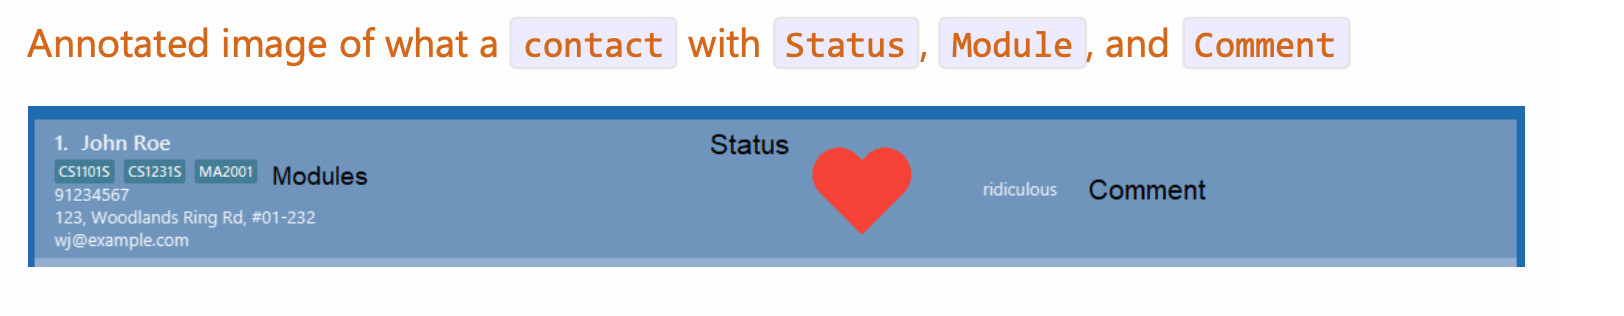 Annotated image of what a contact with Status, Module, and Comment
1. John Roe
CS1101S CS1231S MA2001 Modules
91234567
123, Woodlands Ring Rd, #01-232
wj@example.com
Status
ridiculous Comment